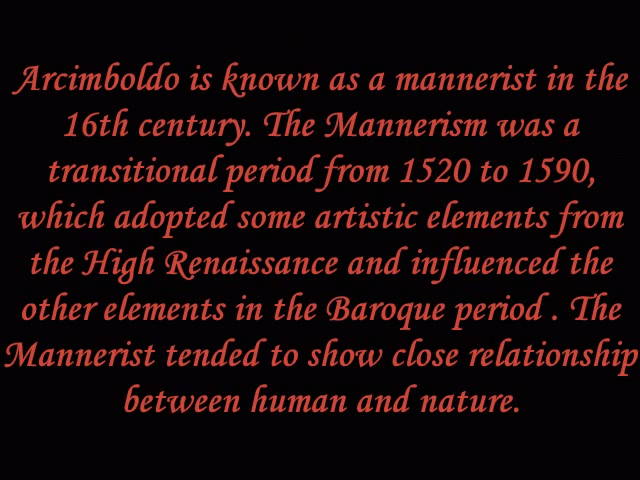 Arcimboldo is known as a mannerist in the
16th century. The Mannerism was a
transitional period from 1520 to 1590,
which adopted some artistic elements from
the High Renaissance and influenced the
other elements in the Baroque period . The
Mannerist tended to show close relationship
between human and nature.